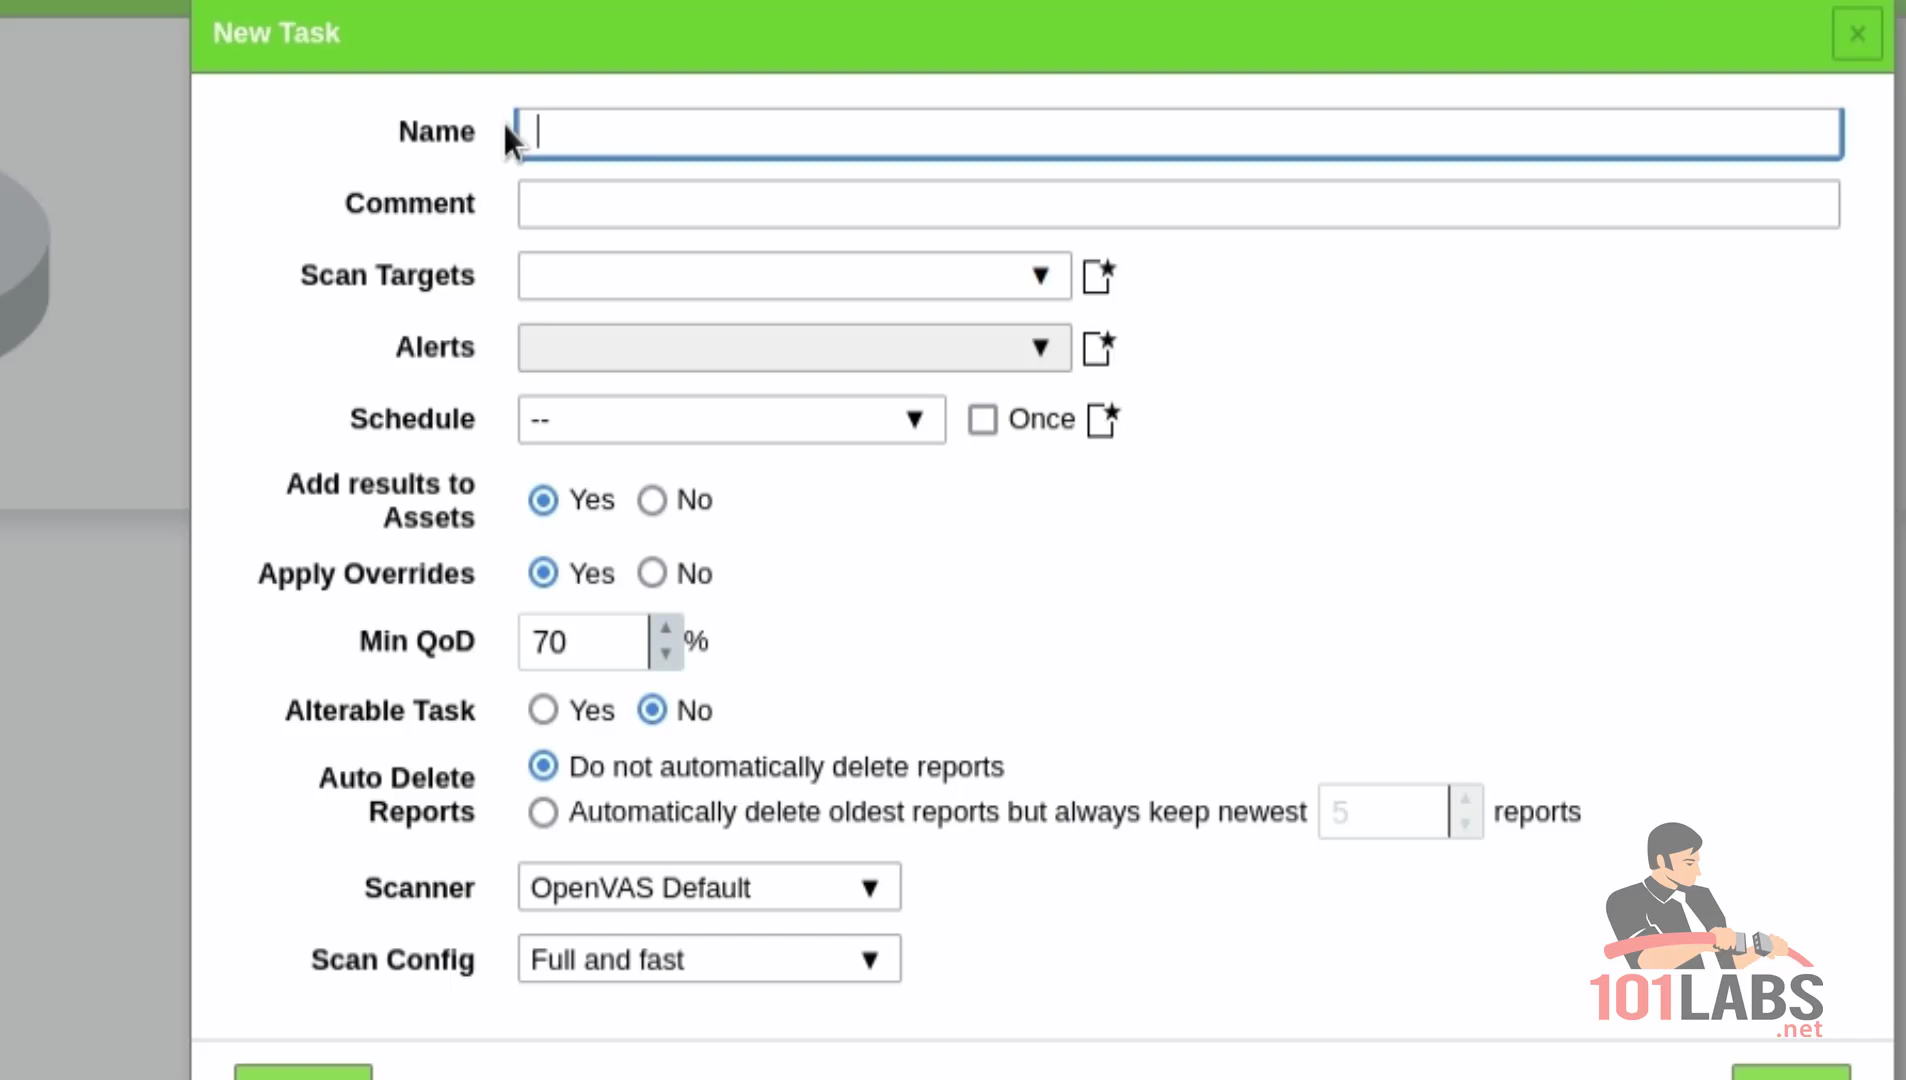 New Task
×
Name
Comment
Scan Targets
Alerts
Schedule -- Once
Add results to
Assets
Yes No
Apply Overrides Yes No
Min QoD 70 %
Alterable Task Yes No
Auto Delete
Reports
Do not automatically delete reports
Automatically delete oldest reports but always keep newest 5 reports
Scanner OpenVAS Default
Scan Config Full and fast
101LABS
.net